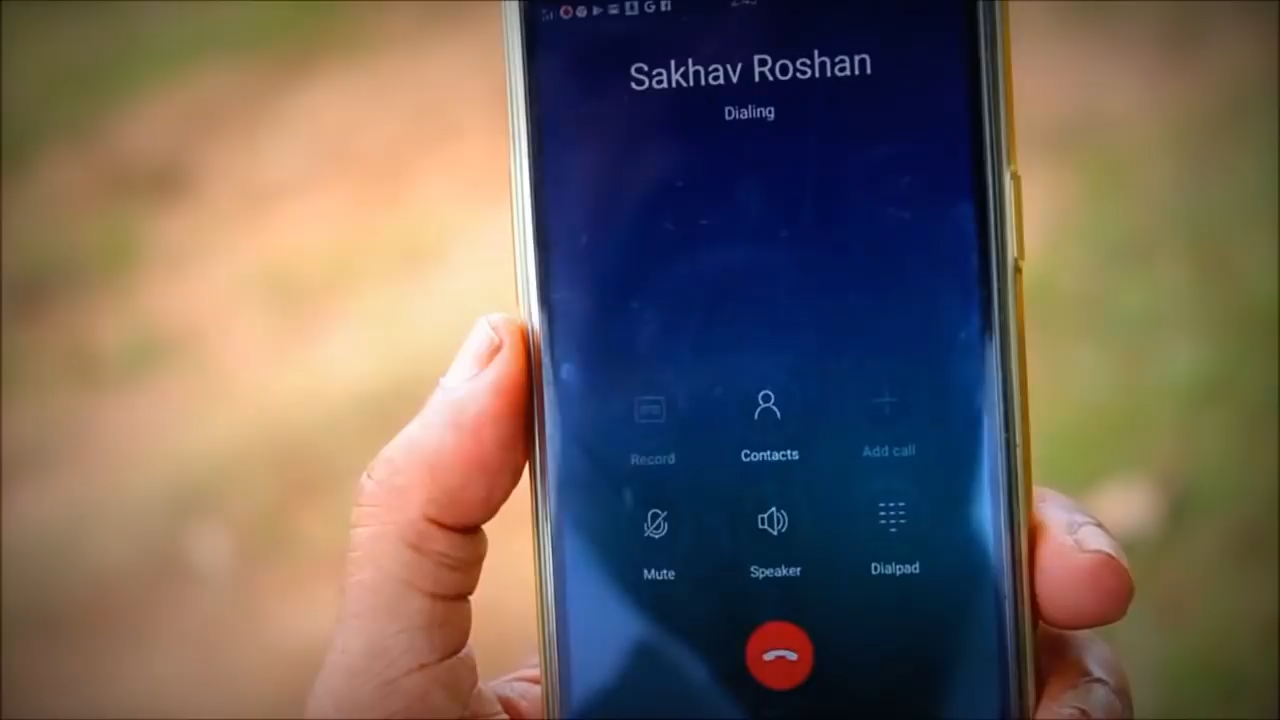 Sakhav Roshan
Dialing
Record
Contacts
Add call
Mute
Speaker
Dialpad